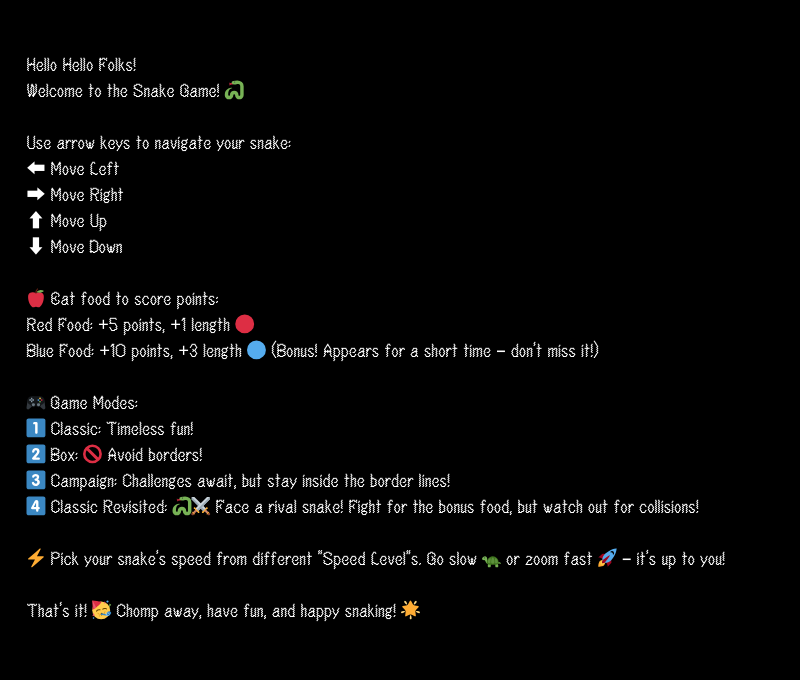 Hello Hello Folks!
Welcome to the Snake Game! 🐍
Use arrow keys to navigate your snake:
⬅ Move Left
➡ Move Right
⬆ Move Up
⬇ Move Down
🍎 Eat food to score points:
Red Food: +5 points, +1 length 🔴
Blue Food: +10 points, +3 length 🔵 (Bonus! Appears for a short time – don't miss it!)
🎮 Game Modes:
1️⃣ Classic: Timeless fun!
2️⃣ Box: 🚫 Avoid borders!
3️⃣ Campaign: Challenges await, but stay inside the border lines!
4️⃣ Classic Revisited: 🐍⚔️ Face a rival snake! Fight for the bonus food, but watch out for collisions!
⚡ Pick your snake's speed from different "Speed Level"s. Go slow 🐢 or zoom fast 🚀 – it's up to you!
That's it! 🥳 Chomp away, have fun, and happy snaking! 🌟